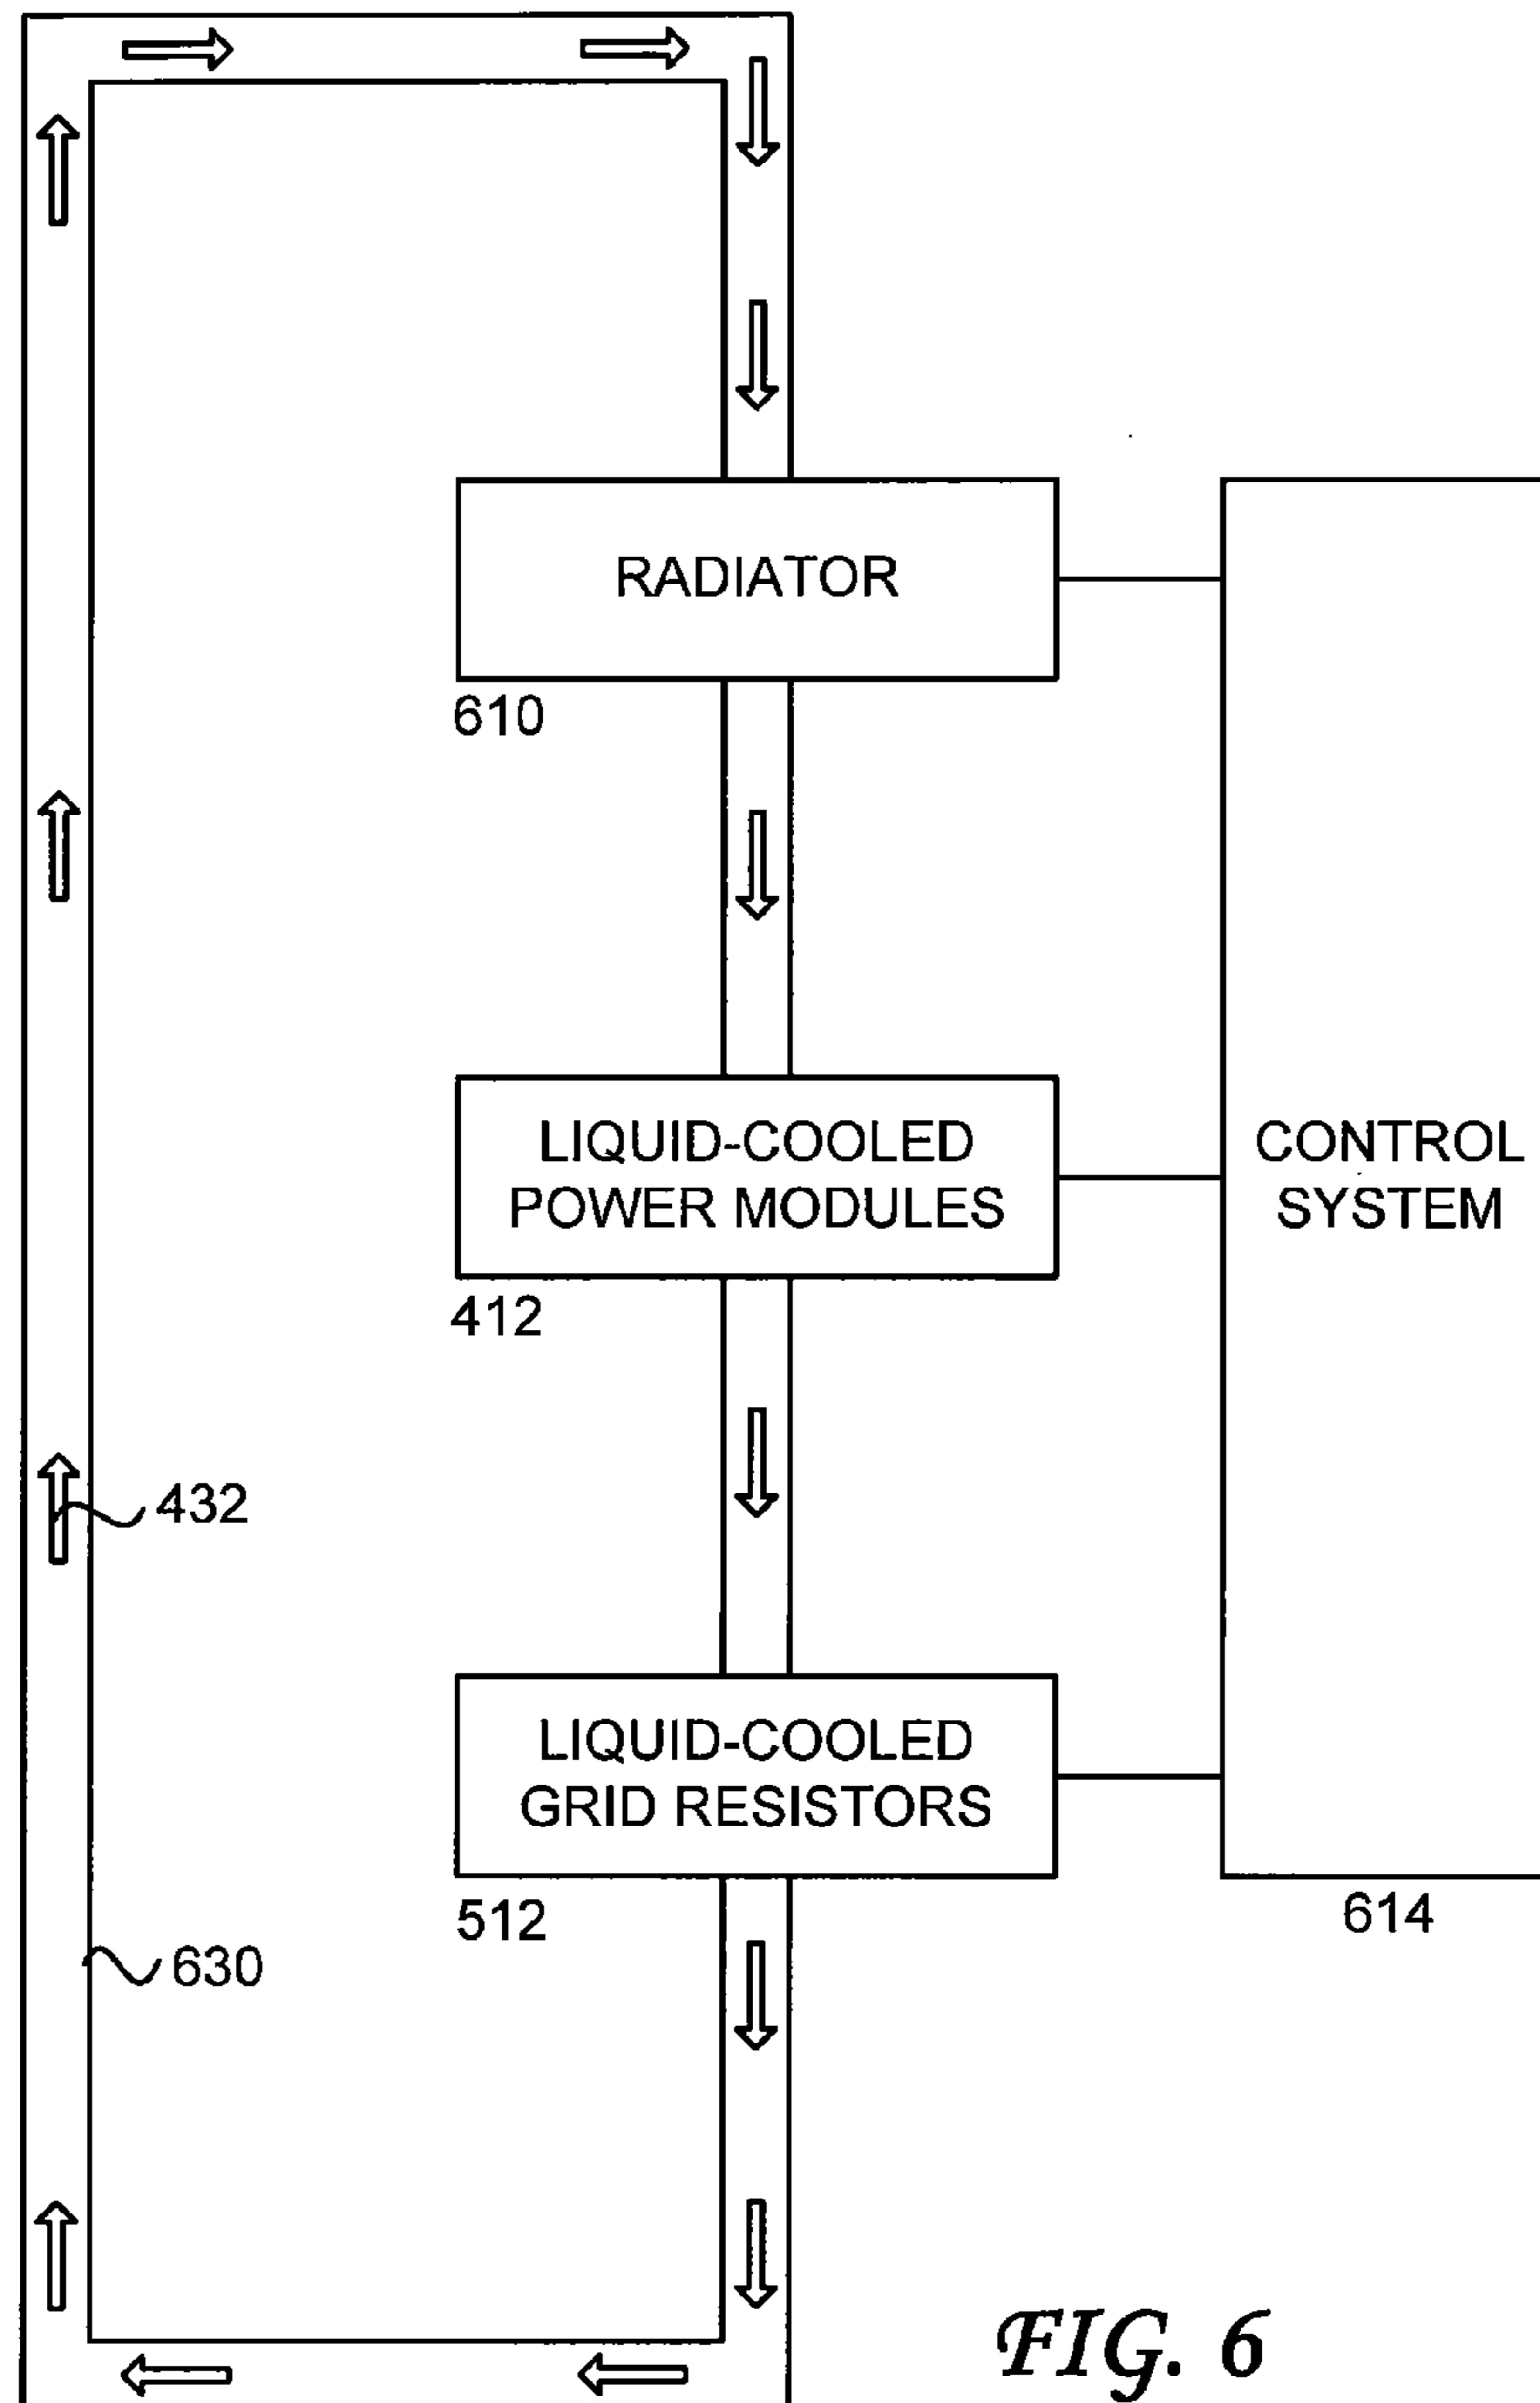 RADIATOR
610
LIQUID-COOLED
POWER MODULES
412
CONTROL
SYSTEM
432
LIQUID-COOLED
GRID RESISTORS
512
614
630
FIG. 6